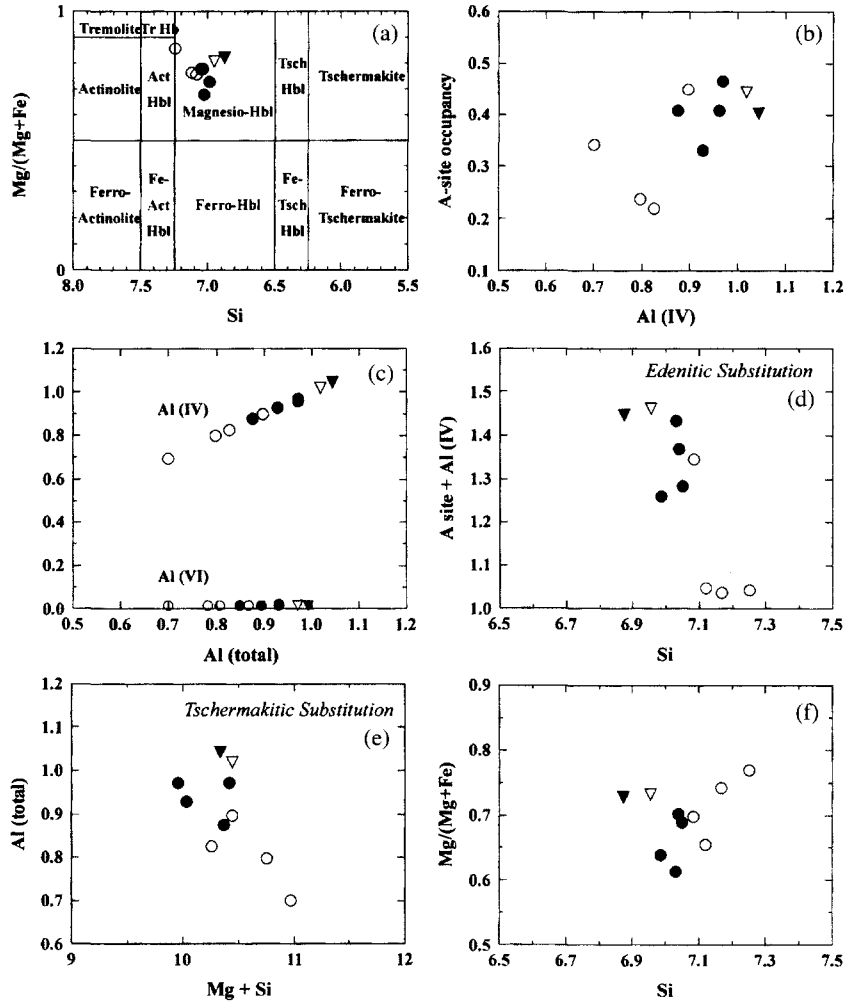 (a)
Tremolite Tr Hb
Actinolite
Act
Hbl
Magnesio-Hbl
Tsch
Hbl
Tschermakite
Ferro-
Actinolite
Fe-
Act
Hbl
Ferro-Hbl
Fe-
Tsch
Hbl
Ferro-
Tschermakite
Mg/(Mg+Fe)
1
0
8.0 7.0 6.0 5.5
Si
(b)
A-site occupancy
0.6
0.5
0.4
0.3
0.2
0.1
0.5 0.6 0.7 0.8 0.9 1.0 1.1 1.2
Al (IV)
(c)
Al (IV)
Al (VI)
1.2
1.0
0.8
0.6
0.4
0.2
0.0
0.5 0.6 0.7 0.8 0.9 1.0 1.1 1.2
Al (total)
Edenitic Substitution
(d)
A site + Al (IV)
1.6
1.5
1.4
1.3
1.2
1.1
1.0
6.5 6.7 6.9 7.1 7.3 7.5
Si
Tschermakitic Substitution
(e)
Al (total)
1.2
1.1
1.0
0.9
0.8
0.7
0.6
9 10 11 12
Mg + Si
(f)
Mg/(Mg+Fe)
0.9
0.8
0.7
0.6
0.5
6.5 6.7 6.9 7.1 7.3 7.5
Si